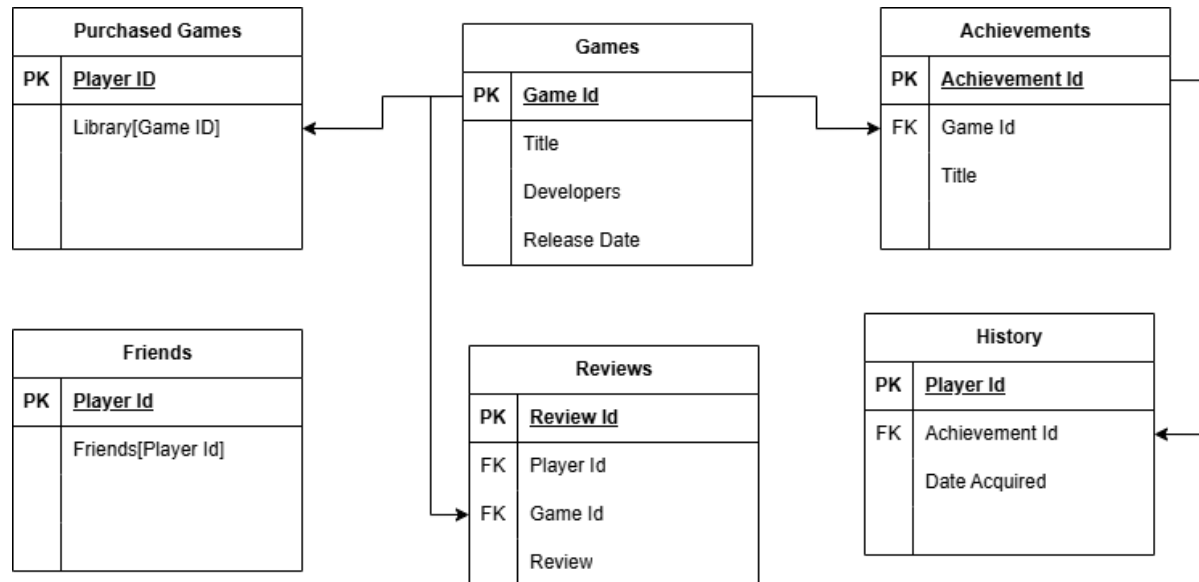 Purchased Games
PK Player ID
Library[Game ID]
Games
PK Game Id
Title
Developers
Release Date
Achievements
PK Achievement Id
FK Game Id
Title
Friends
PK Player Id
Friends[Player Id]
Reviews
PK Review Id
FK Player Id
FK Game Id
Review
History
PK Player Id
FK Achievement Id
Date Acquired